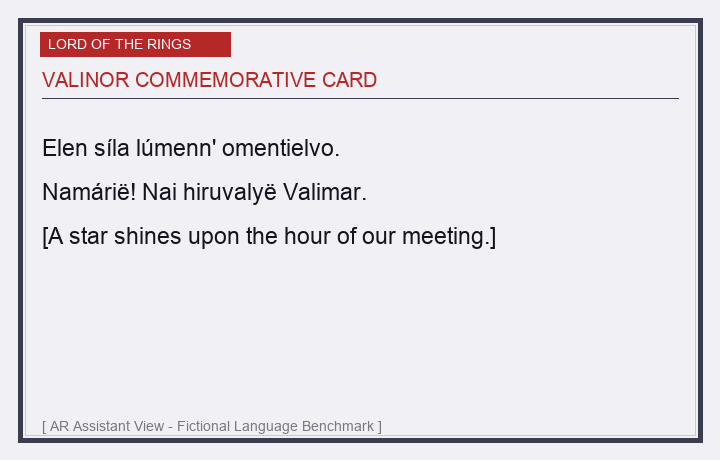 LORD OF THE RINGS
VALINOR COMMEMORATIVE CARD
Elen síla lúmenn' omentielvo.
Namárië! Nai hiruvalyë Valimar.
[A star shines upon the hour of our meeting.]
[ AR Assistant View - Fictional Language Benchmark ]